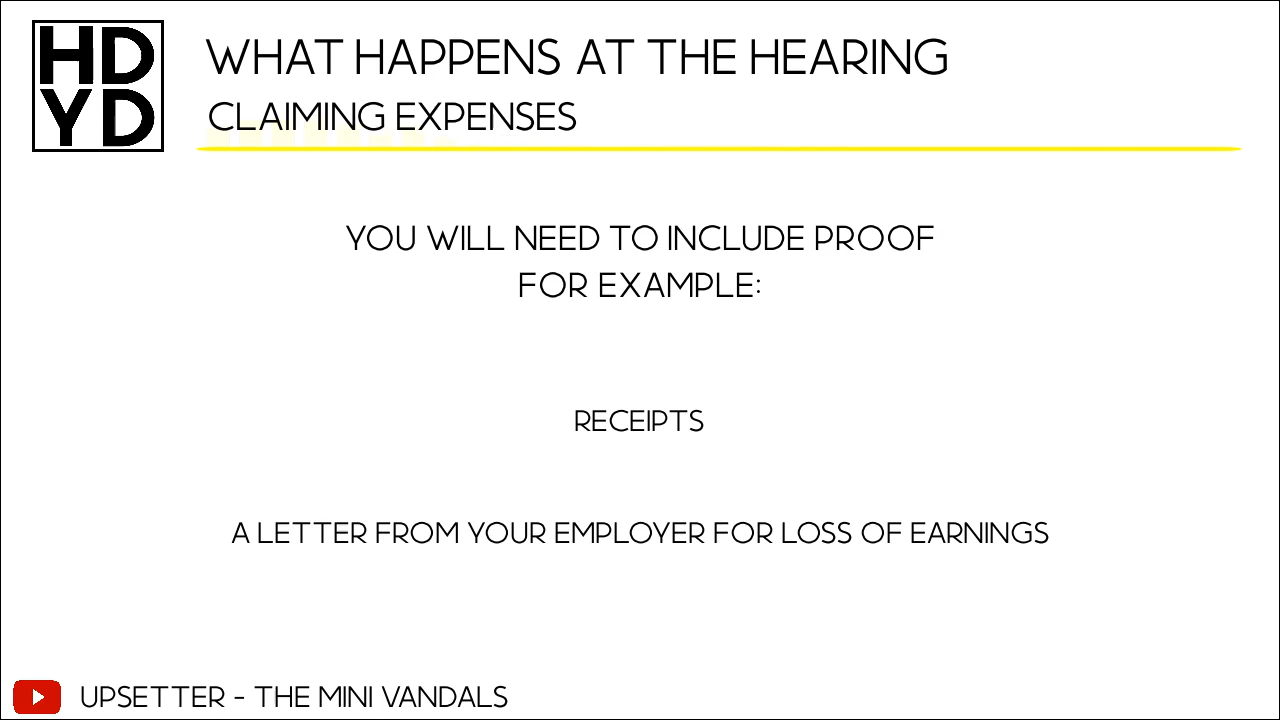 HD
YD
WHAT HAPPENS AT THE HEARING
CLAIMING EXPENSES
YOU WILL NEED TO INCLUDE PROOF
FOR EXAMPLE:
RECEIPTS
A LETTER FROM YOUR EMPLOYER FOR LOSS OF EARNINGS
UPSETTER - THE MINI VANDALS